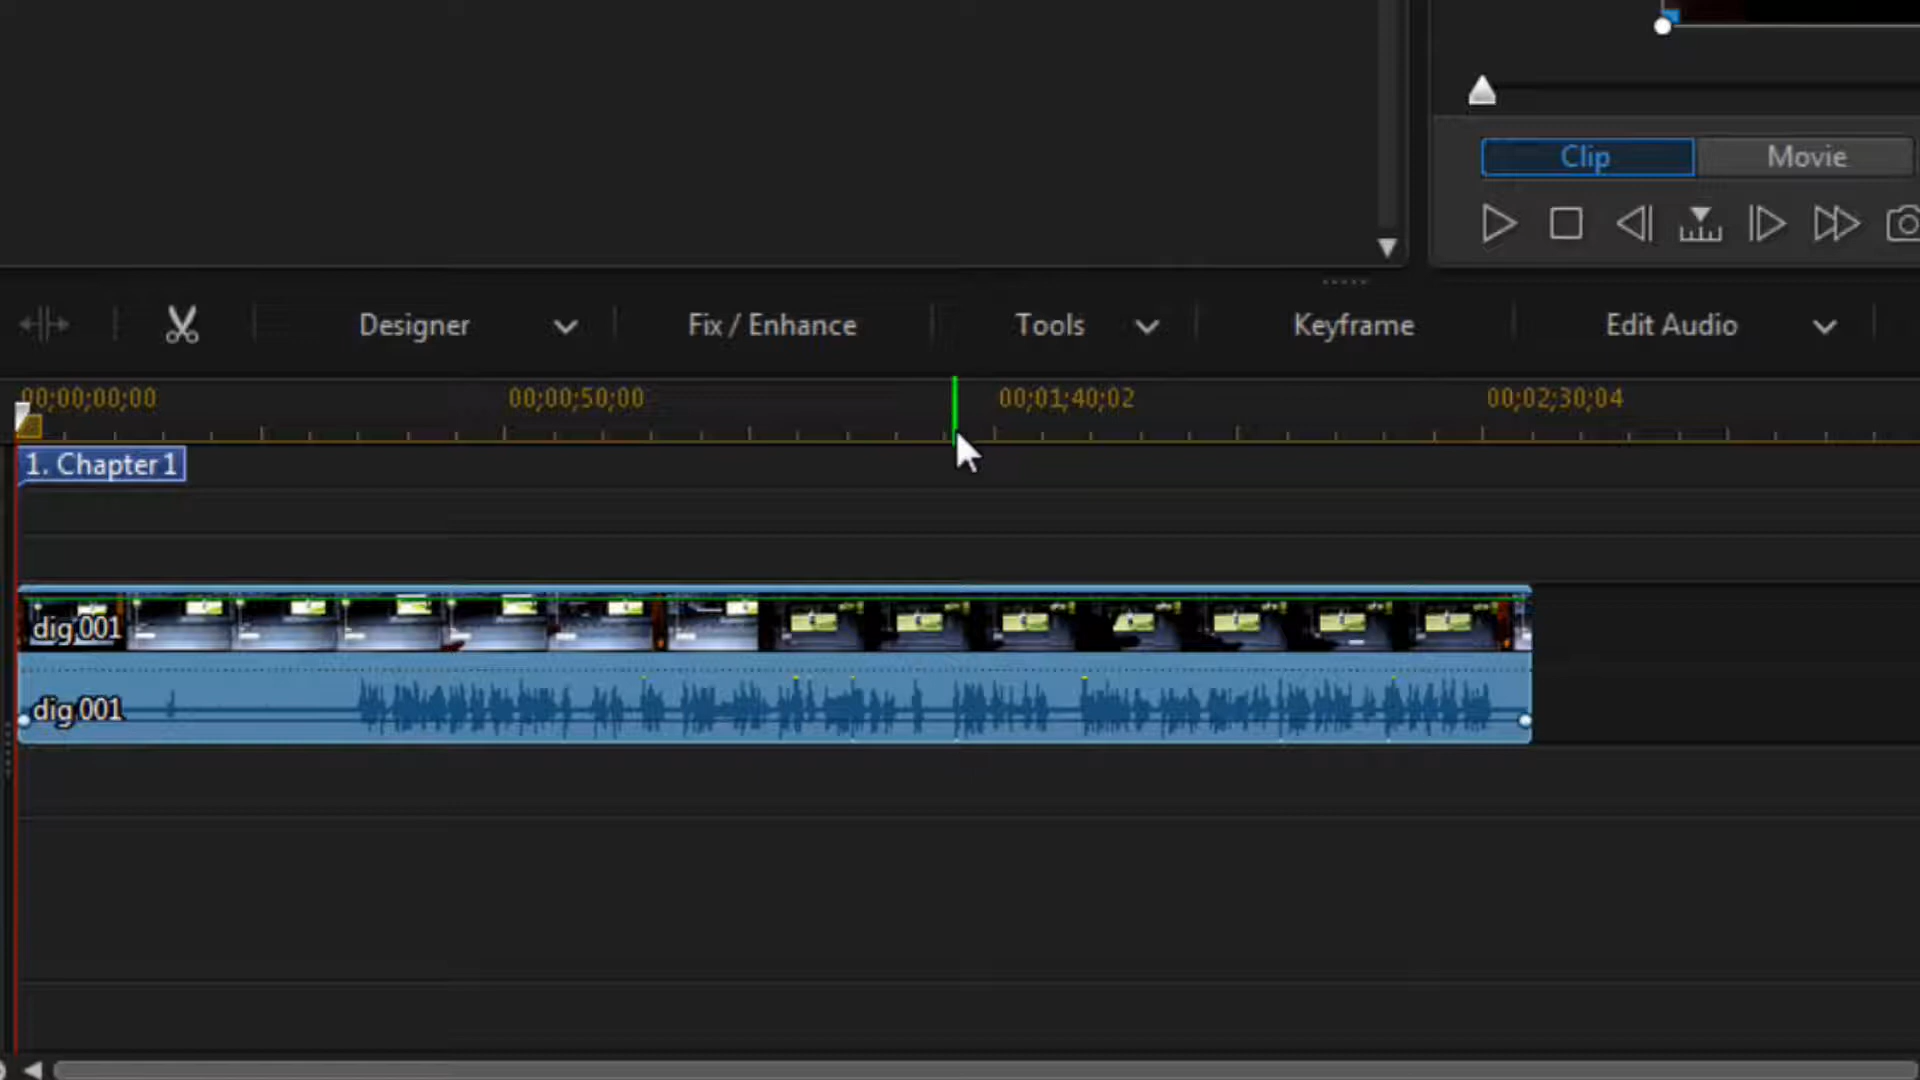 Clip Movie
Designer Fix / Enhance Tools Keyframe Edit Audio
00;00;00;00 00;00;50;00 00;01;40;02 00;02;30;04
1. Chapter 1
dig 001
dig 001